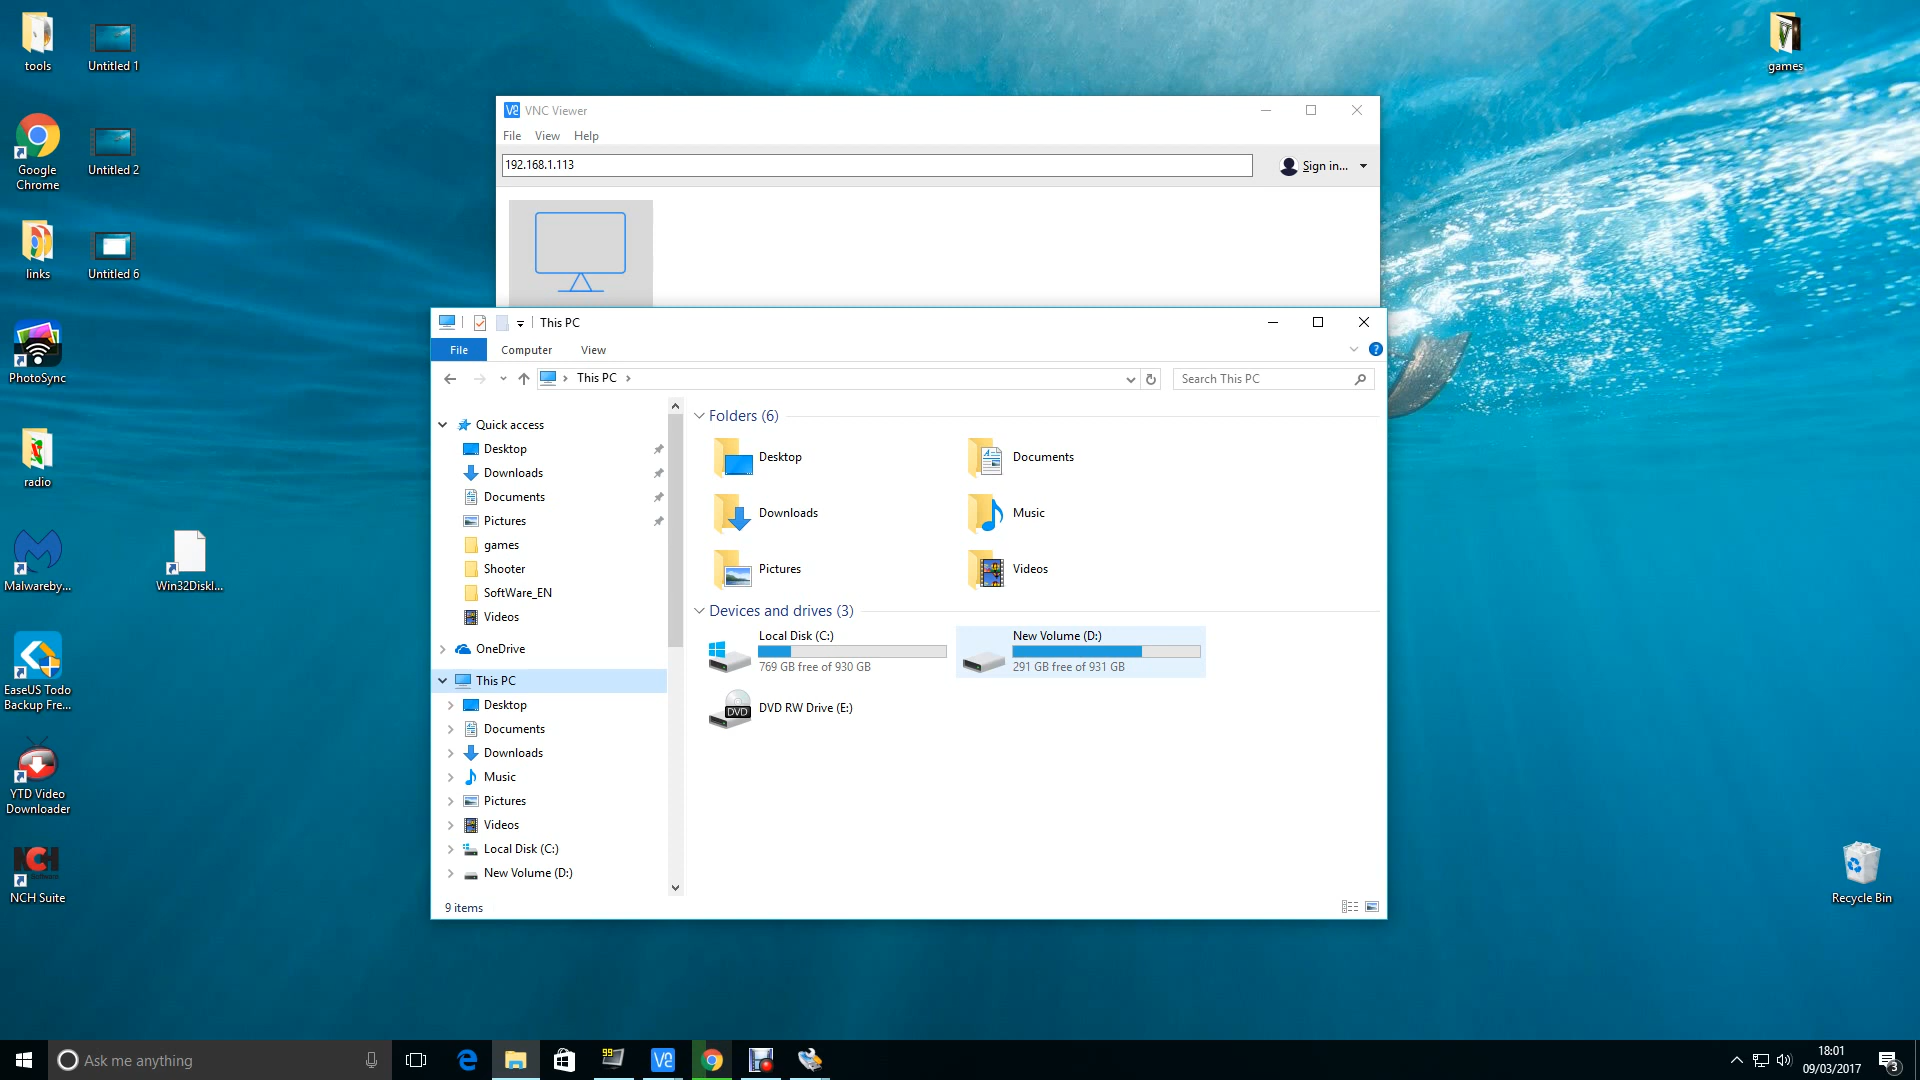 tools
Untitled 1
games
Google
Chrome
Untitled 2
links
Untitled 6
PhotoSync
radio
Malwareby...
Win32DiskI...
EaseUS Todo
Backup Fre...
YTD Video
Downloader
NCH
NCH Suite
Recycle Bin
VNC Viewer
File View Help
192.168.1.113
Sign in...
This PC
File Computer View
This PC
Search This PC
Quick access
Desktop
Downloads
Documents
Pictures
games
Shooter
SoftWare_EN
Videos
OneDrive
This PC
Desktop
Documents
Downloads
Music
Pictures
Videos
Local Disk (C:)
New Volume (D:)
Folders (6)
Desktop
Documents
Downloads
Music
Pictures
Videos
Devices and drives (3)
Local Disk (C:)
769 GB free of 930 GB
New Volume (D:)
291 GB free of 931 GB
DVD
DVD RW Drive (E:)
9 items
Ask me anything
99
18:01
09/03/2017
3